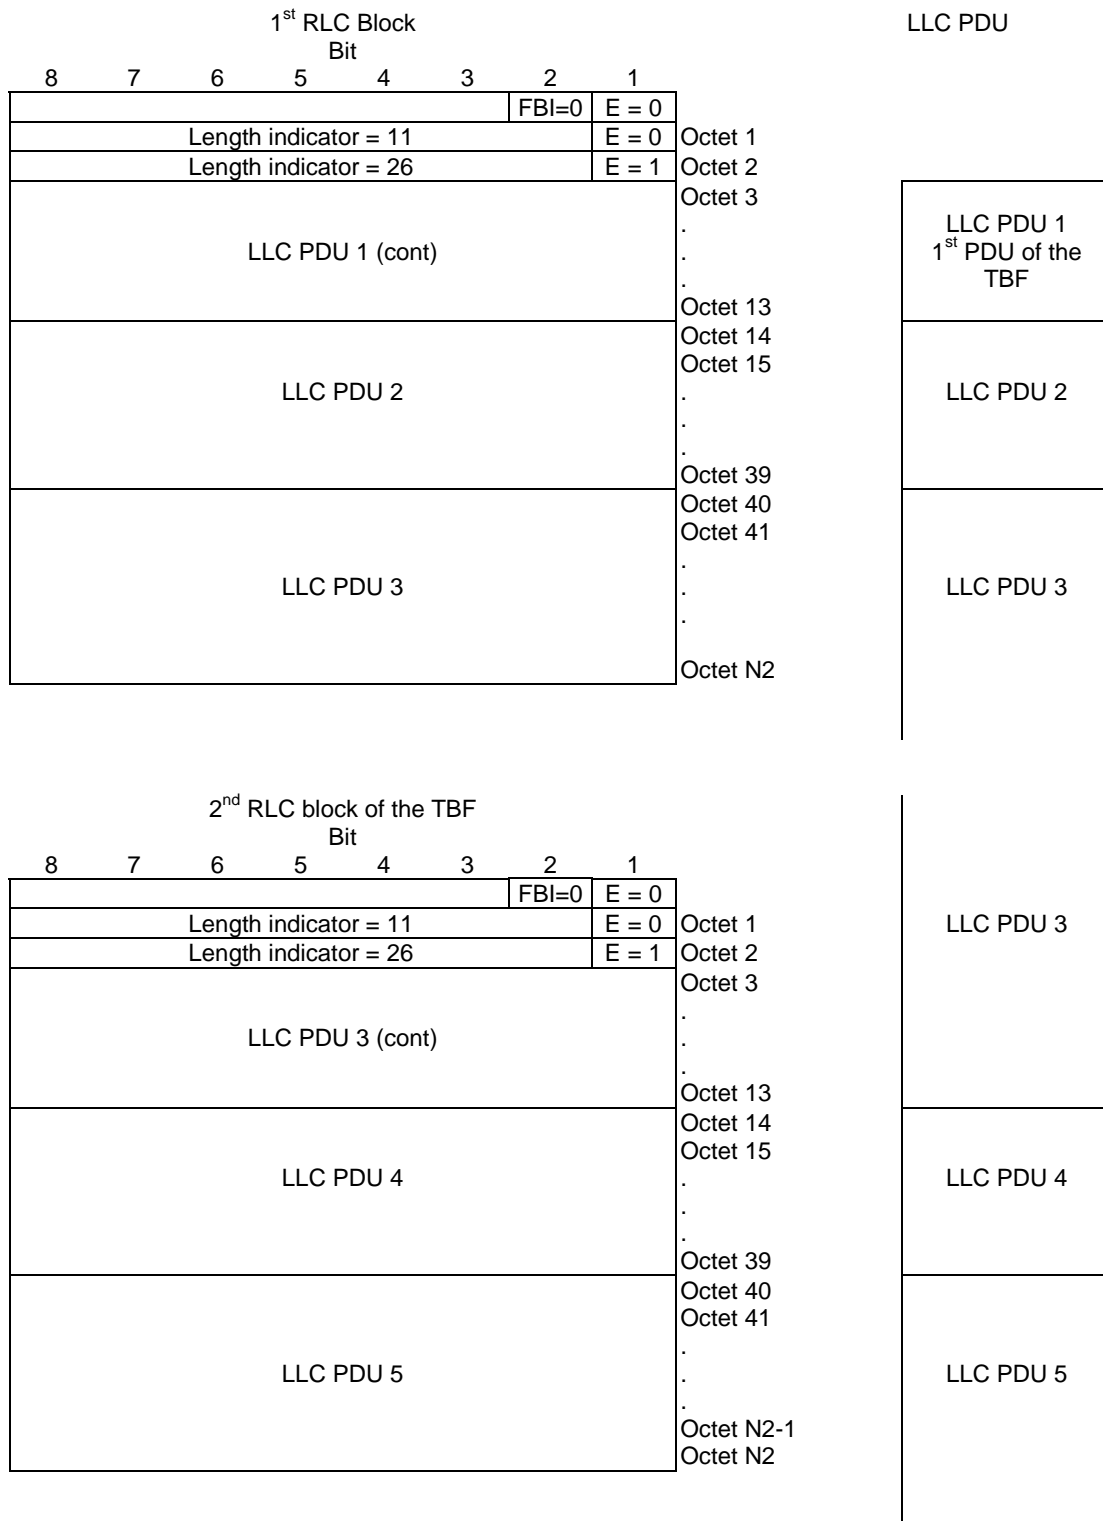 1st RLC Block LLC PDU
Bit
8 7 6 5 4 3 2 1
FBI=0 E = 0
Length indicator = 11 E = 0 Octet 1
Length indicator = 26 E = 1 Octet 2
Octet 3
.
LLC PDU 1 (cont) .
.
Octet 13
LLC PDU 1
1st PDU of the
TBF
Octet 14
Octet 15
LLC PDU 2 . LLC PDU 2
.
.
Octet 39
Octet 40
Octet 41
.
LLC PDU 3 . LLC PDU 3
.
Octet N2
2nd RLC block of the TBF
Bit
8 7 6 5 4 3 2 1
FBI=0 E = 0
Length indicator = 11 E = 0 Octet 1 LLC PDU 3
Length indicator = 26 E = 1 Octet 2
Octet 3
.
LLC PDU 3 (cont) .
.
Octet 13
Octet 14
Octet 15
LLC PDU 4 . LLC PDU 4
.
.
Octet 39
Octet 40
Octet 41
.
LLC PDU 5 . LLC PDU 5
.
Octet N2-1
Octet N2